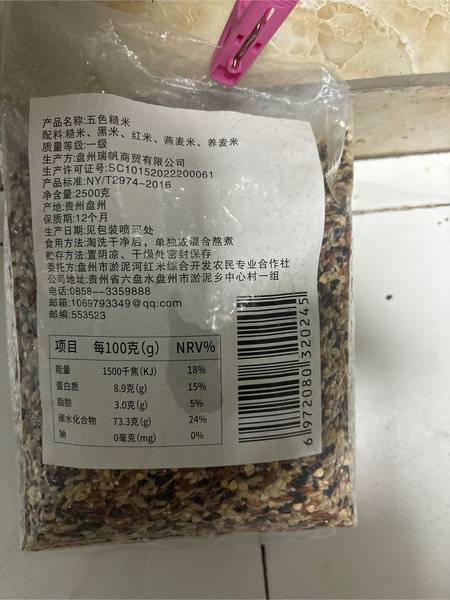 产品名称:五色糙米
配料:糙米、黑米、红米、燕麦米、养麦米
质量等级:一级
生产方:盘州瑞帆商贸有限公司
生产许可证号:SC10152022200061
产品标准:NY/T2974-2016
净含量:2500克
产地:贵州盘州
保质期:12个月
生产日期:见包装喷码处
食用方法:淘洗干净后，单独或混合熬煮
贮存方法:置阴凉、干燥处密封保存
委托方:盘州市淤泥河红米综合开发农民专业合作社
公司地址:贵州省六盘水盘州市淤泥乡中心村一组
电话:0858--3359888
邮箱:1069793349@qq.com
邮编:553523
项目 每100克(g) NRV%
能量 1500千焦(KJ) 18%
蛋白质 8.9克(g) 15%
脂肪 3.0克(g) 5%
碳水化合物 73.3克(g) 24%
钠 0毫克(mg) 0%
6972080320245